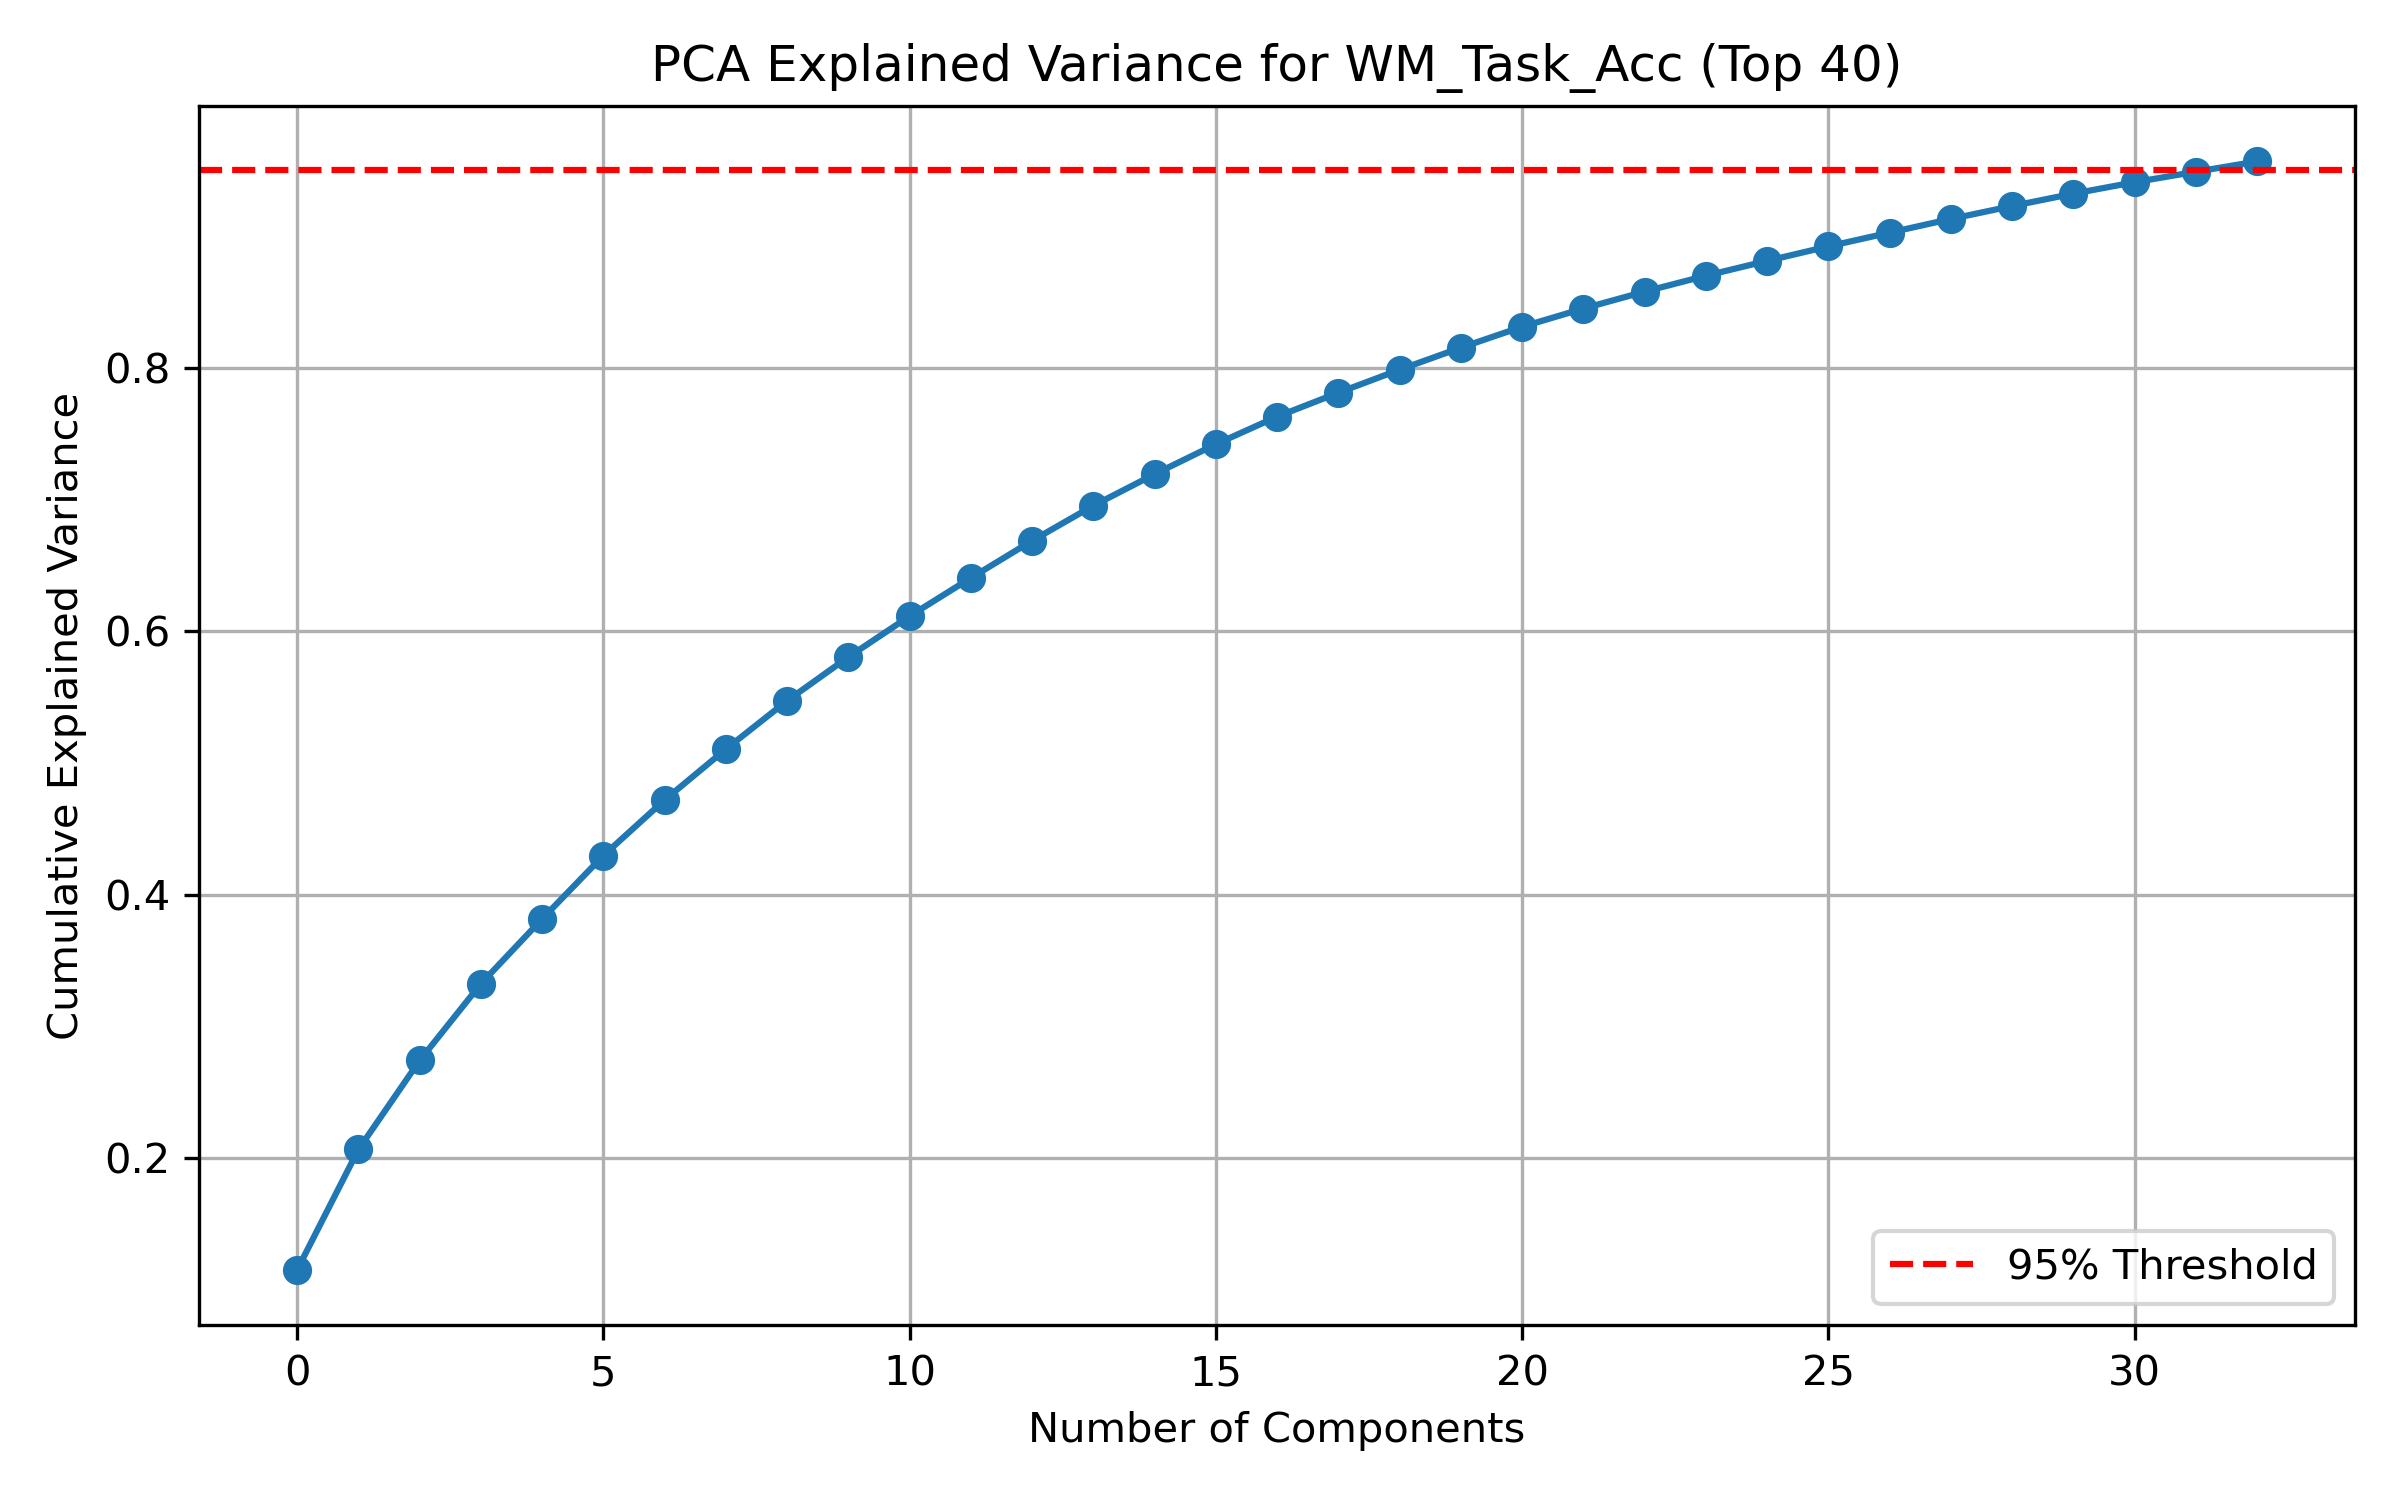 PCA Explained Variance for WM_Task_Acc (Top 40)
Cumulative Explained Variance
0.8
0.6
0.4
0.2
95% Threshold
0 5 10 15 20 25 30
Number of Components